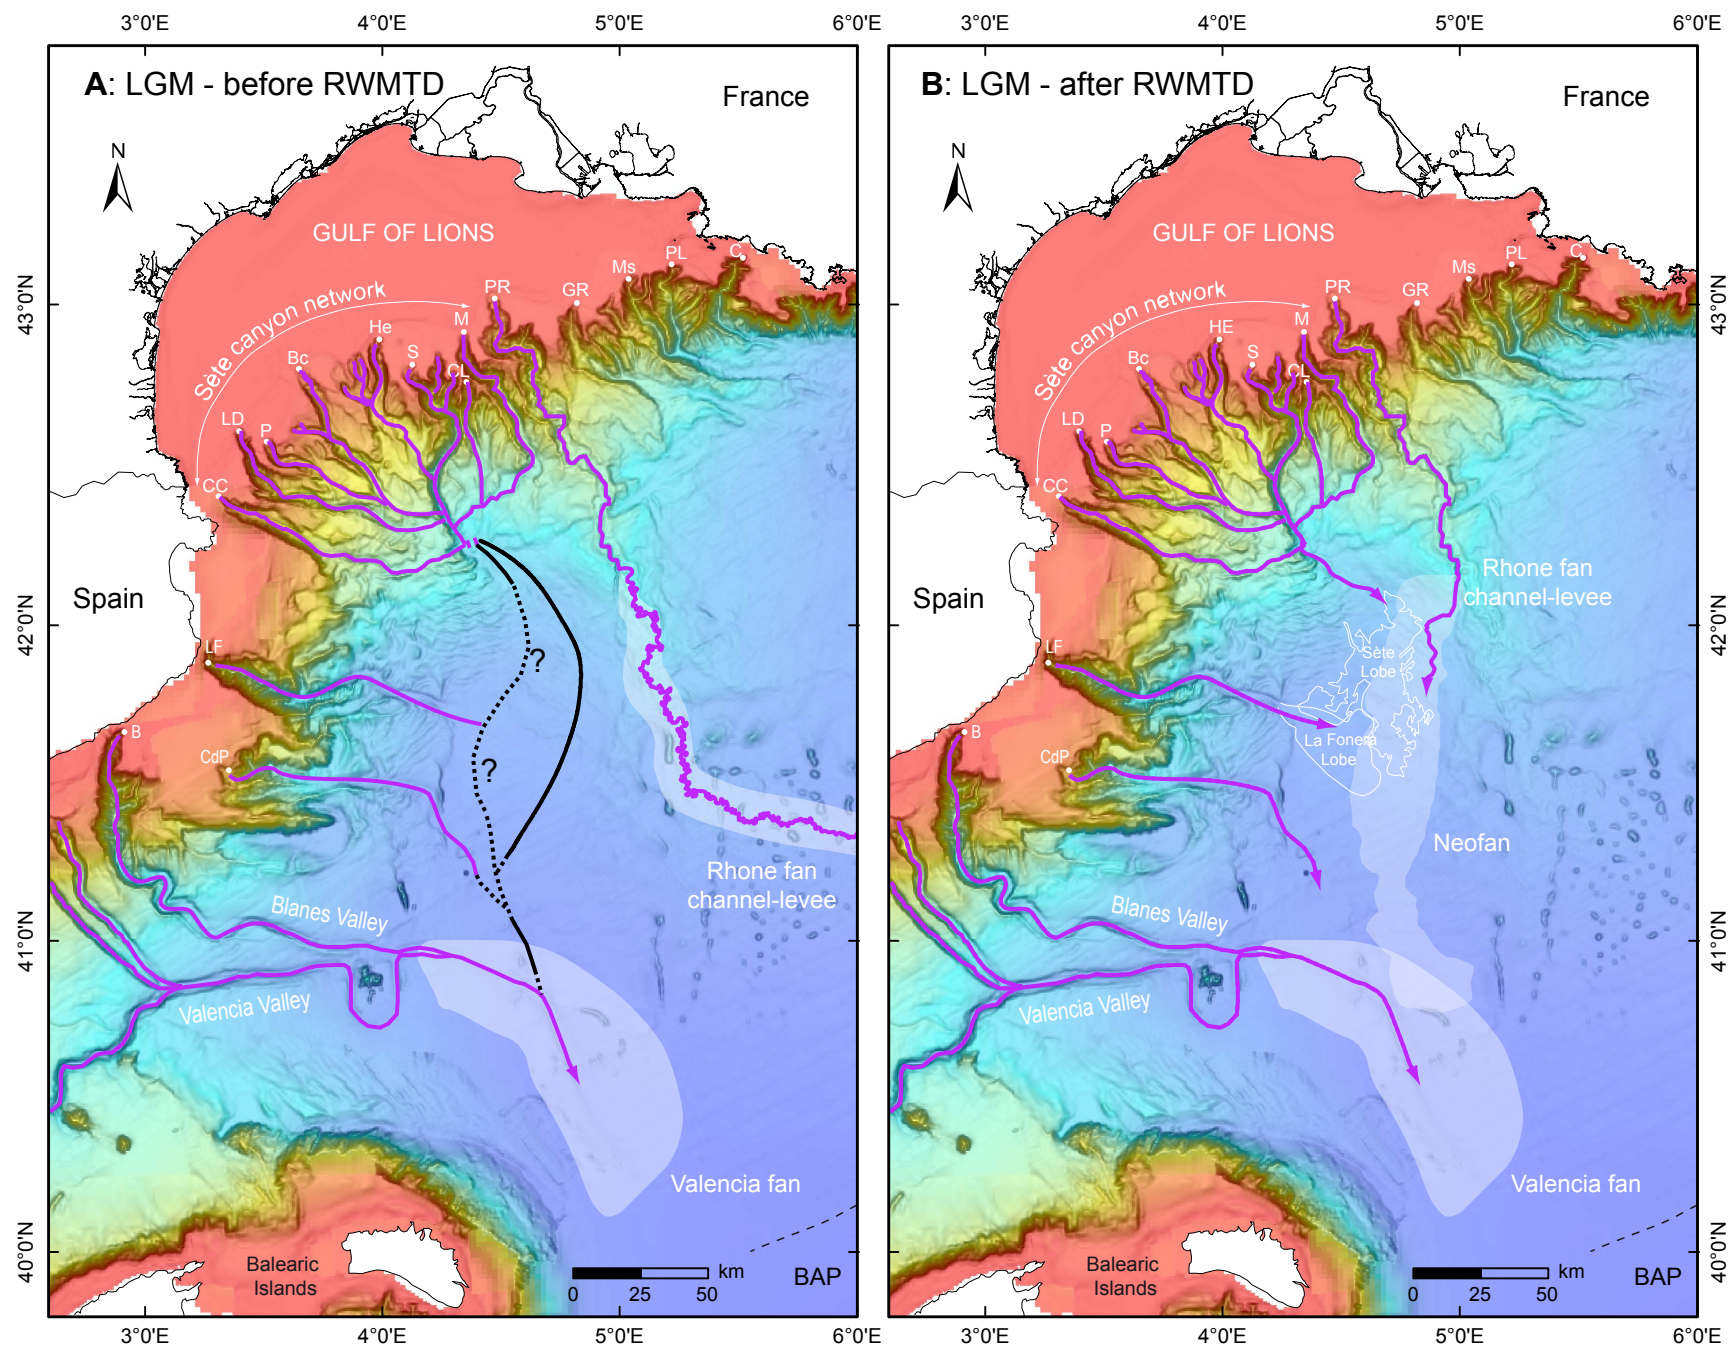 3°0'E 4°0'E 5°0'E 6°0'E
3°0'E 4°0'E 5°0'E 6°0'E
A: LGM - before RWMTD
France
N
GULF OF LIONS
Sète canyon network
C
PL
Ms
GR
PR
M
He
S
Bc
CL
LD
P
CC
Spain
LF
?
?
B
CdP
Rhone fan
channel-levee
Blanes Valley
Valencia Valley
Valencia fan
Balearic
Islands
km
0 25 50
BAP
43°0'N
42°0'N
41°0'N
40°0'N
3°0'E 4°0'E 5°0'E 6°0'E
B: LGM - after RWMTD
France
N
GULF OF LIONS
Sète canyon network
C
PL
Ms
GR
PR
M
HE
S
Bc
CL
LD
P
CC
Rhone fan
channel-levee
Spain
LF
Sète
Lobe
B
La Fonera
Lobe
CdP
Neofan
Blanes Valley
Valencia Valley
Valencia fan
Balearic
Islands
km
0 25 50
BAP
43°0'N
42°0'N
41°0'N
40°0'N
3°0'E 4°0'E 5°0'E 6°0'E